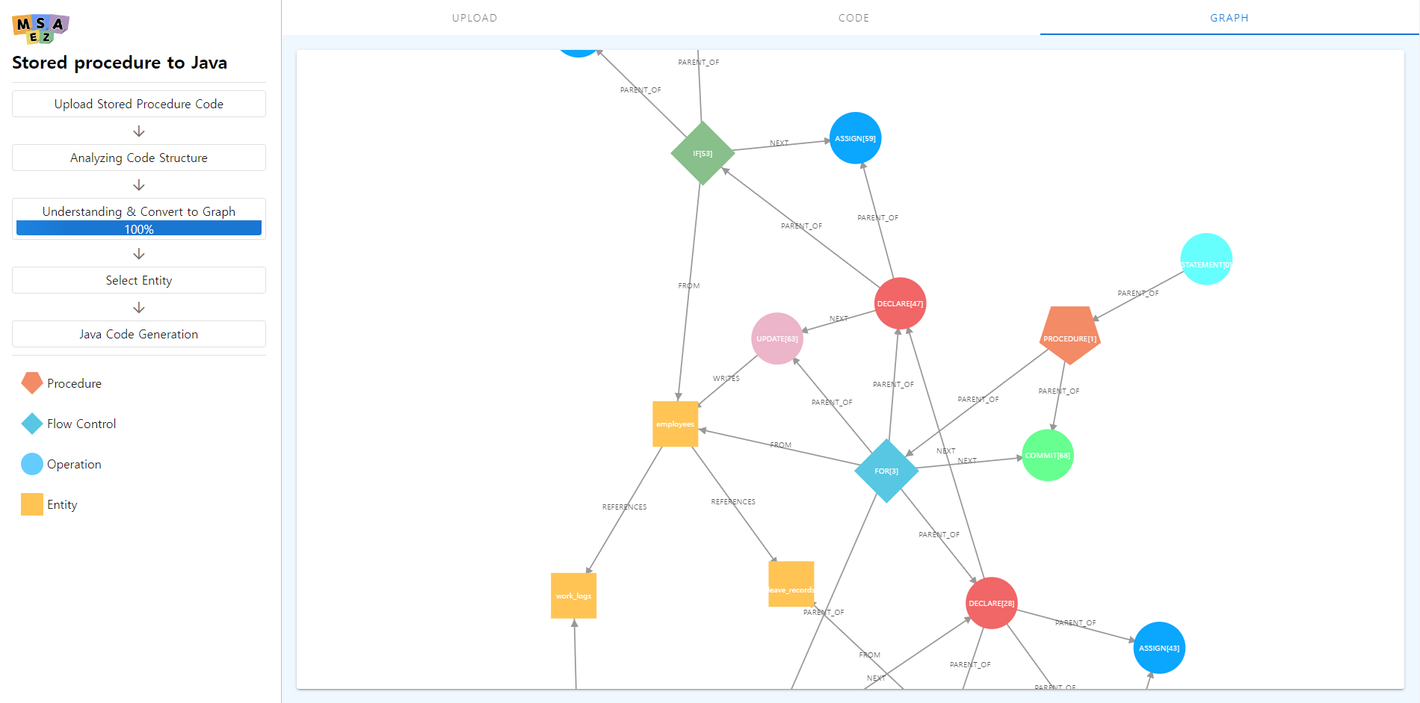 UPLOAD
CODE
GRAPH
M S A
E Z
Stored procedure to Java
Upload Stored Procedure Code
Analyzing Code Structure
Understanding & Convert to Graph
100%
Select Entity
Java Code Generation
Procedure
Flow Control
Operation
Entity
PARENT_OF
PARENT_OF
ASSIGN[59]
NEXT
IF[53]
PARENT_OF
PARENT_OF
STATEMENT[0]
FROM
PARENT_OF
DECLARE[47]
NEXT
UPDATE[63]
PROCEDURE[1]
WRITES
PARENT_OF
PARENT_OF
PARENT_OF
PARENT_OF
employees
FROM
NEXT
NEXT
COMMIT[68]
FOR[3]
REFERENCES
REFERENCES
PARENT_OF
work_logs
leave_records
DECLARE[28]
PARENT_OF
PARENT_OF
ASSIGN[43]
FROM
PARENT_OF
NEXT
PARENT_OF